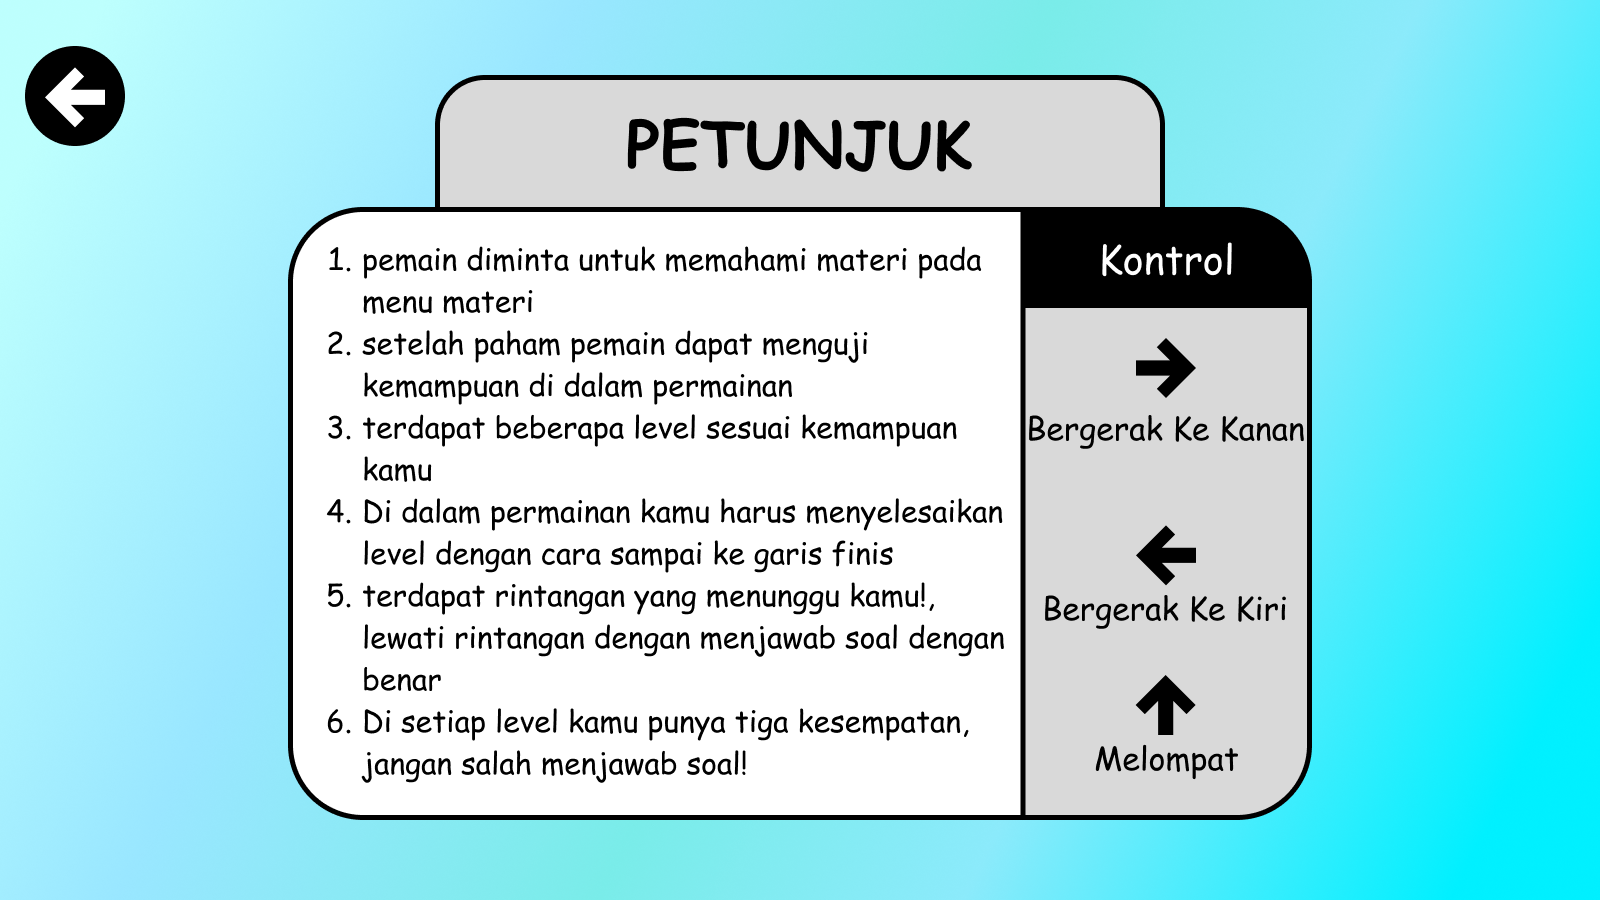 PETUNJUK
1. pemain diminta untuk memahami materi pada
menu materi
2. setelah paham pemain dapat menguji
kemampuan di dalam permainan
3. terdapat beberapa level sesuai kemampuan
kamu
4. Di dalam permainan kamu harus menyelesaikan
level dengan cara sampai ke garis finis
5. terdapat rintangan yang menunggu kamu!,
lewati rintangan dengan menjawab soal dengan
benar
6. Di setiap level kamu punya tiga kesempatan,
jangan salah menjawab soal!
Kontrol
Bergerak Ke Kanan
Bergerak Ke Kiri
Melompat